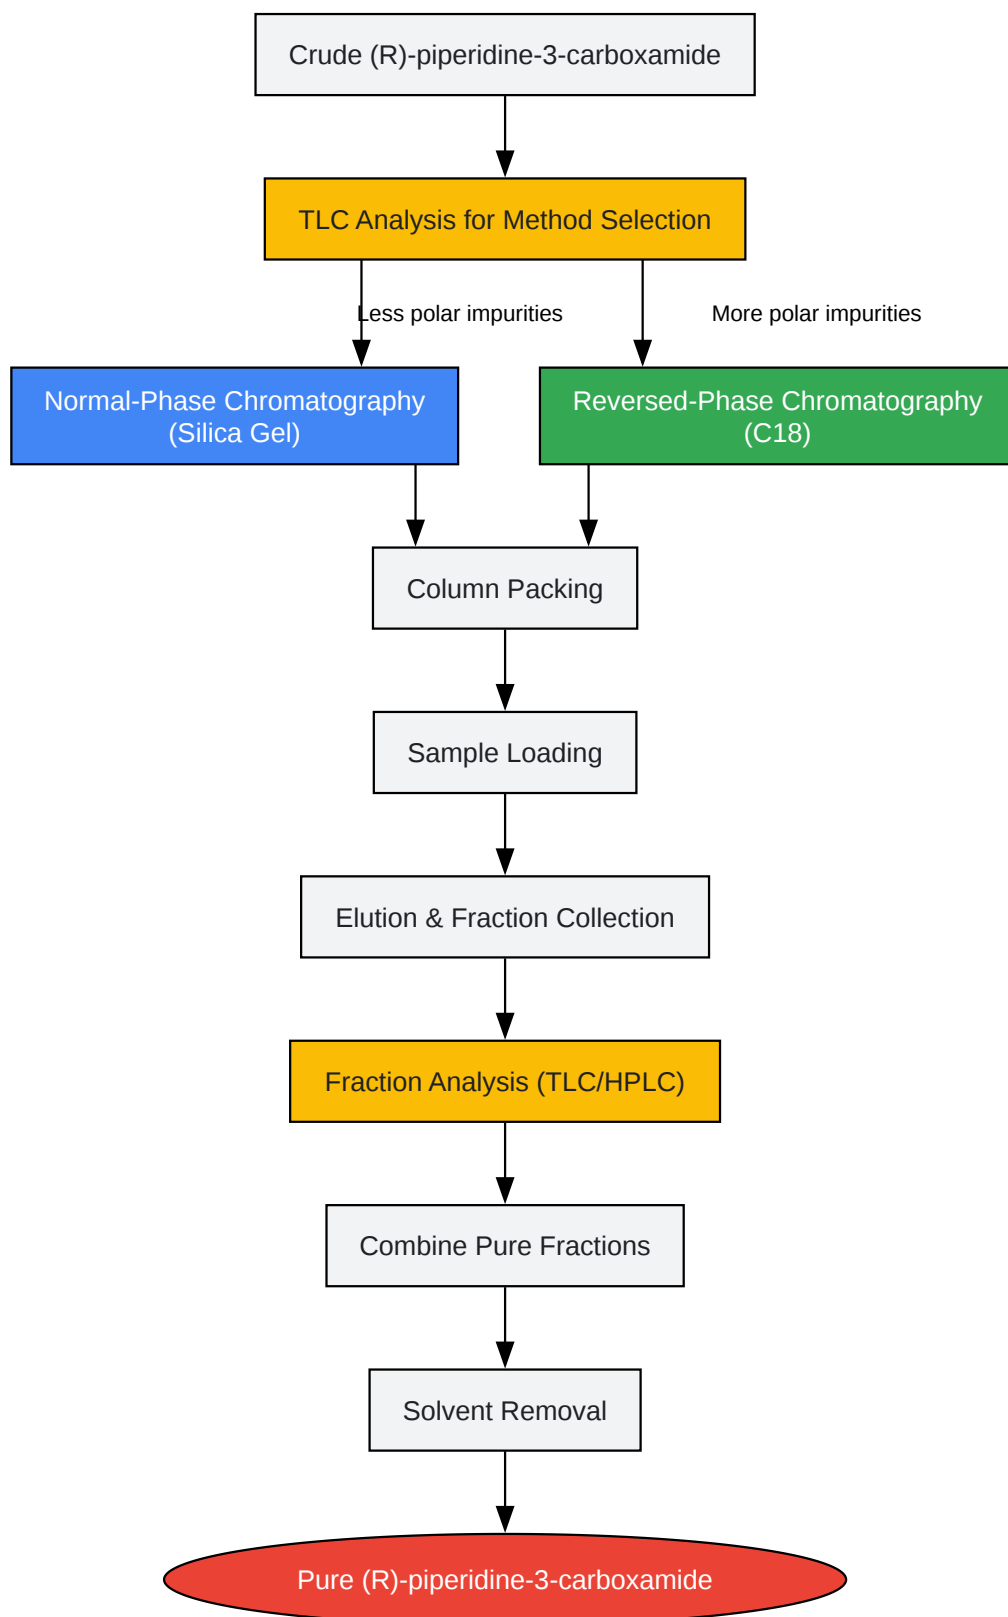 Crude (R)-piperidine-3-carboxamide
TLC Analysis for Method Selection
Less polar impurities
More polar impurities
Normal-Phase Chromatography
(Silica Gel)
Reversed-Phase Chromatography
(C18)
Column Packing
Sample Loading
Elution & Fraction Collection
Fraction Analysis (TLC/HPLC)
Combine Pure Fractions
Solvent Removal
Pure (R)-piperidine-3-carboxamide